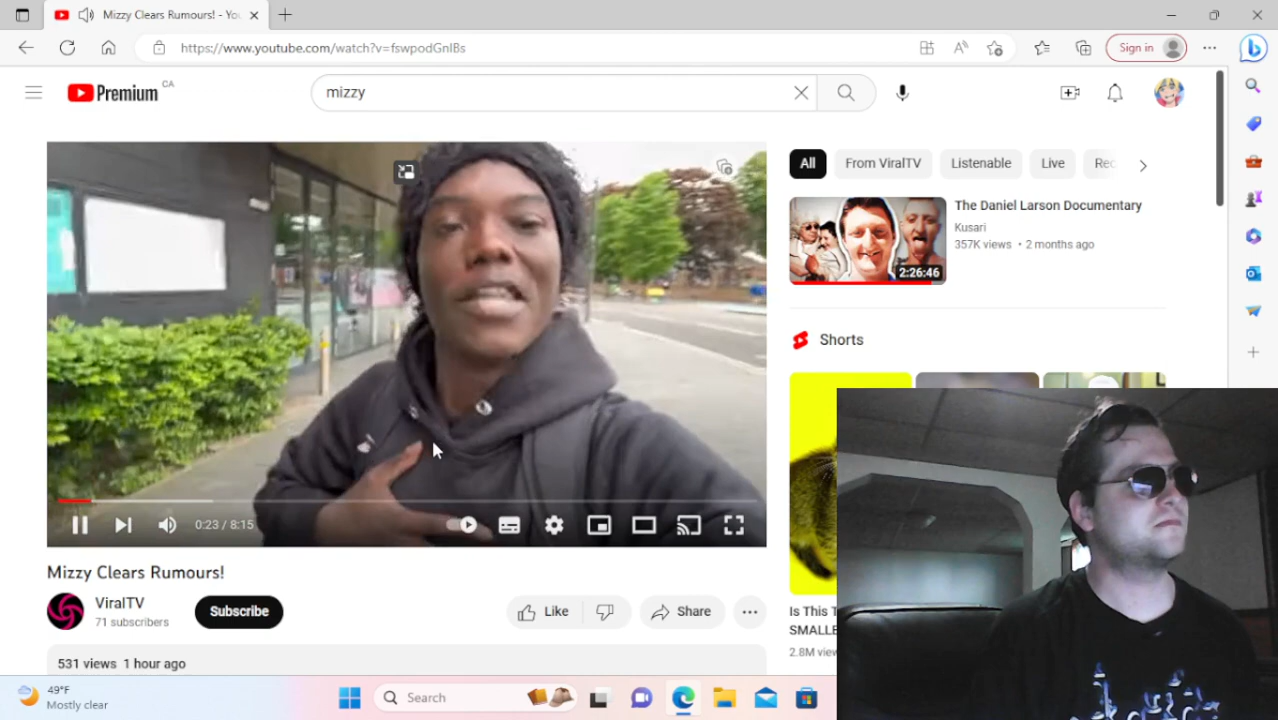 Mizzy Clears Rumours! - You
https://www.youtube.com/watch?v=fswpodGnlBs
Sign in
Premium CA
mizzy
All
From ViralTV
Listenable
Live
Rec
The Daniel Larson Documentary
Kusari
357K views • 2 months ago
2:26:46
Shorts
0:23 / 8:15
Mizzy Clears Rumours!
ViralTV
71 subscribers
Subscribe
Like
Share
531 views 1 hour ago
Is This T
SMALLE
2.8M view
49°F
Mostly clear
Search